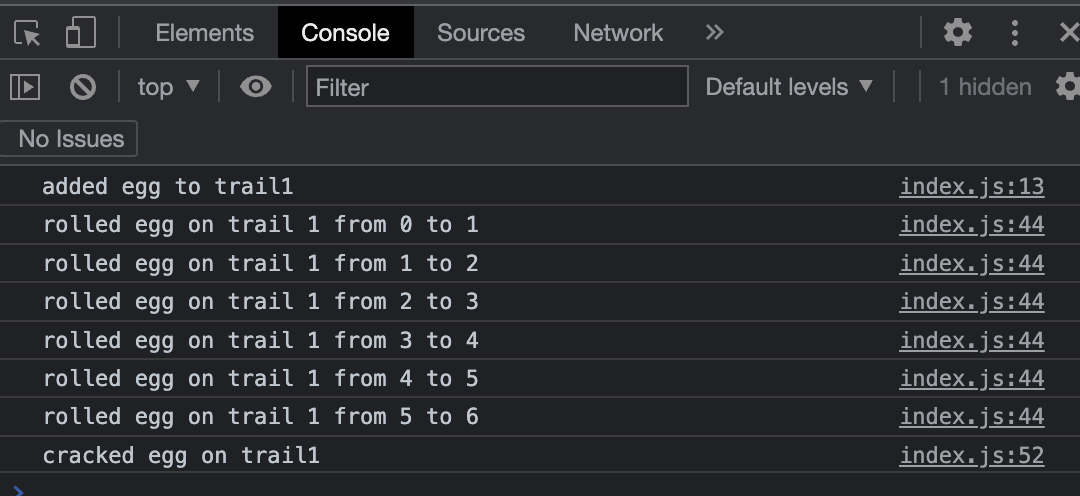 Elements Console Sources Network »
top ▼ Filter Default levels ▼ 1 hidden
No Issues
added egg to trail1 index.js:13
rolled egg on trail 1 from 0 to 1 index.js:44
rolled egg on trail 1 from 1 to 2 index.js:44
rolled egg on trail 1 from 2 to 3 index.js:44
rolled egg on trail 1 from 3 to 4 index.js:44
rolled egg on trail 1 from 4 to 5 index.js:44
rolled egg on trail 1 from 5 to 6 index.js:44
cracked egg on trail1 index.js:52